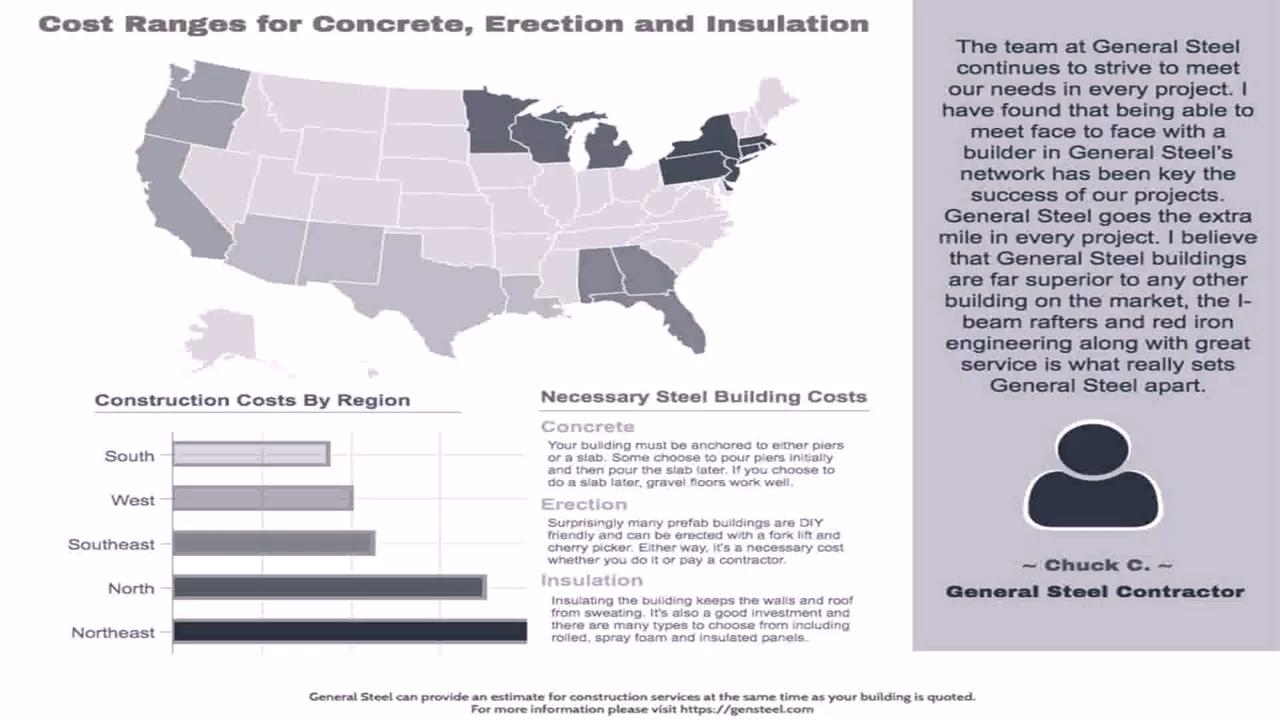 Cost Ranges for Concrete, Erection and Insulation
The team at General Steel
continues to strive to meet
our needs in every project. I
have found that being able to
meet face to face with a
builder in General Steel's
network has been key the
success of our projects.
General Steel goes the extra
mile in every project. I believe
that General Steel buildings
are far superior to any other
building on the market, the I-
beam rafters and red iron
engineering along with great
service is what really sets
General Steel apart.
~ Chuck C. ~
General Steel Contractor
Construction Costs By Region
South
West
Southeast
North
Northeast
Necessary Steel Building Costs
Concrete
Your building must be anchored to either piers
or a slab. Some choose to pour piers initially
and then pour the slab later. If you choose to
do a slab later, gravel floors work well.
Erection
Surprisingly many prefab buildings are DIY
friendly and can be erected with a fork lift and
cherry picker. Either way, it's a necessary cost
whether you do it or pay a contractor.
Insulation
Insulating the building keeps the walls and roof
from sweating. It's also a good investment and
there are many types to choose from including
rolled, spray foam and insulated panels.
General Steel can provide an estimate for construction services at the same time as your building is quoted.
For more information please visit https://gensteel.com